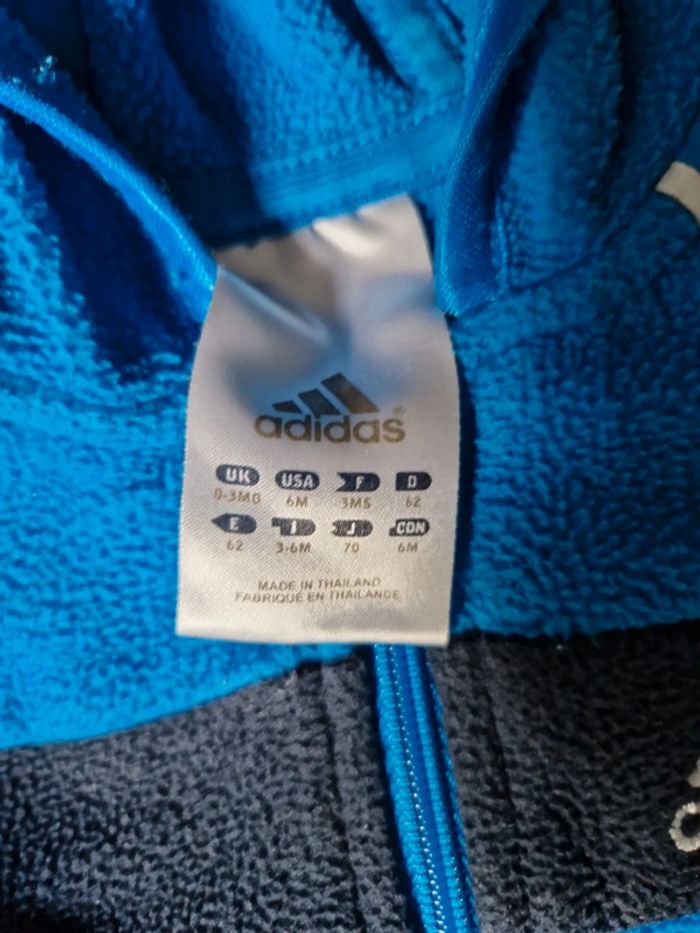 adidas®
UK USA F D
0-3MO 6M 3MS 62
E I J CDN
62 3-6M 70 6M
MADE IN THAILAND
FABRIQUÉ EN THAILANDE